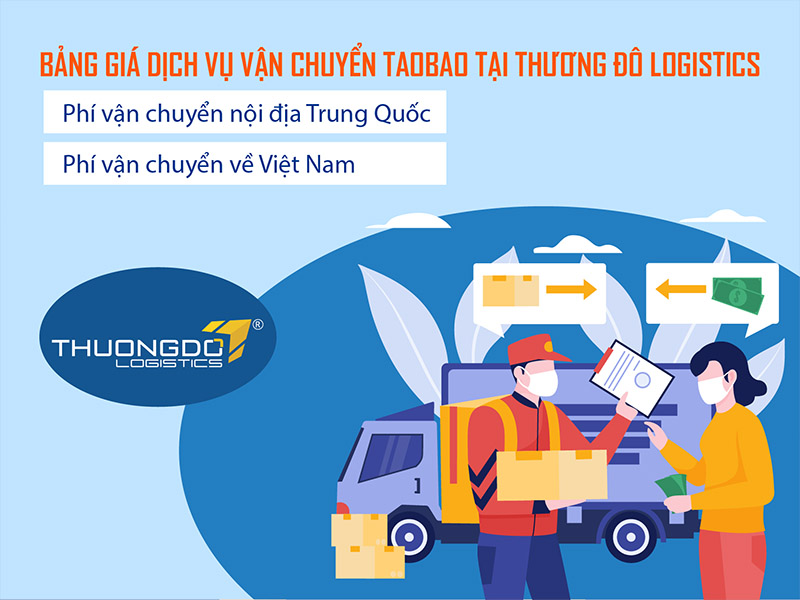 BẢNG GIÁ DỊCH VỤ VẬN CHUYỂN TAOBAO TẠI THƯƠNG ĐÔ LOGISTICS
Phí vận chuyển nội địa Trung Quốc
Phí vận chuyển về Việt Nam
THUONGDO ®
LOGISTICS